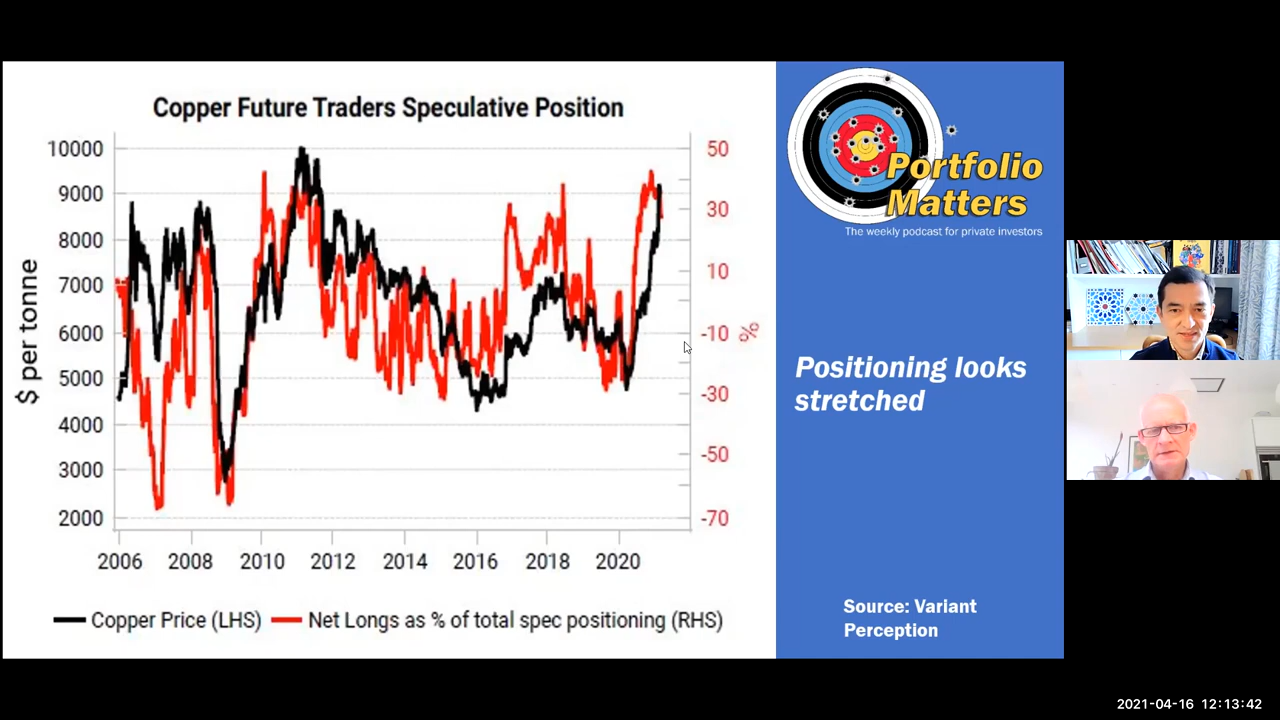 Copper Future Traders Speculative Position
$ per tonne
10000
9000
8000
7000
6000
5000
4000
3000
2000
50
30
10
-10
-30
-50
-70
%
2006 2008 2010 2012 2014 2016 2018 2020
Copper Price (LHS) Net Longs as % of total spec positioning (RHS)
Portfolio
Matters
The weekly podcast for private investors
Positioning looks
stretched
Source: Variant
Perception
2021-04-16 12:13:42